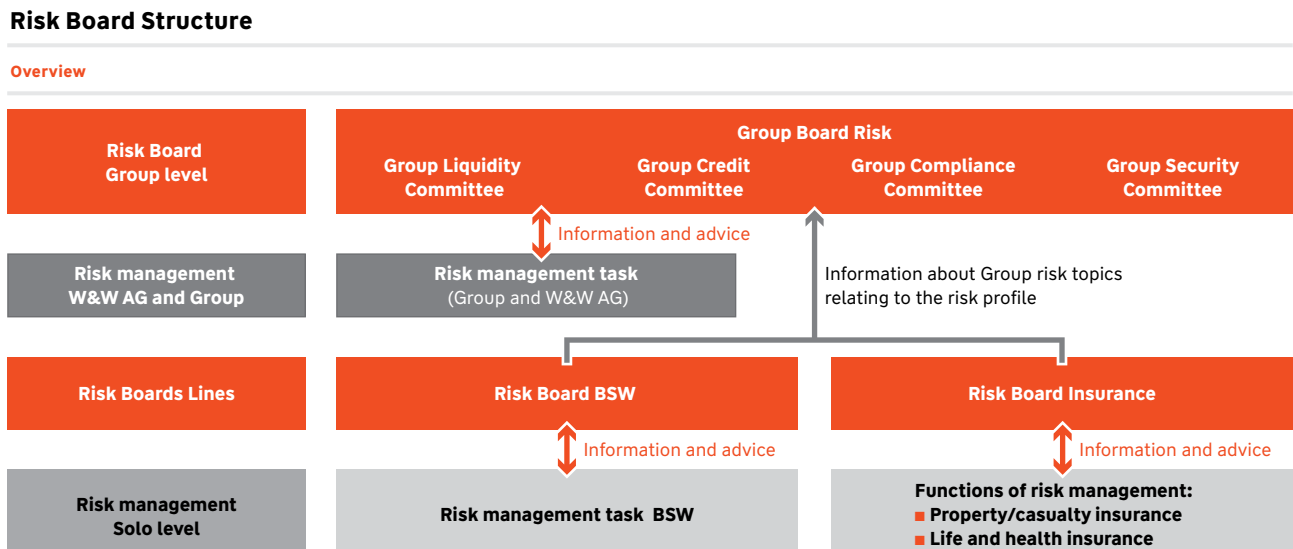 Risk Board Structure
Overview
Risk Board
Group level
Group Board Risk
Group Liquidity
Committee
Group Credit
Committee
Group Compliance
Committee
Group Security
Committee
Information and advice
Risk management
W&W AG and Group
Risk management task
(Group and W&W AG)
Information about Group risk topics
relating to the risk profile
Risk Boards Lines
Risk Board BSW
Risk Board Insurance
Information and advice
Information and advice
Risk management
Solo level
Risk management task BSW
Functions of risk management:
■ Property/casualty insurance
■ Life and health insurance